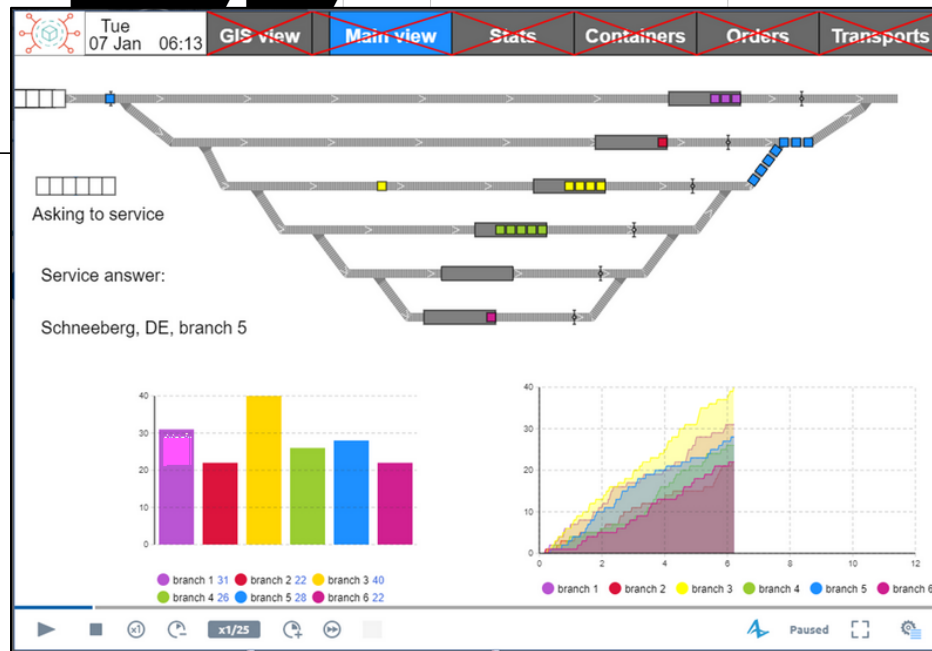 Tue
07 Jan 06:13
GIS view Main view Stats Containers Orders Transports
Asking to service
Service answer:
Schneeberg, DE, branch 5
40
30
20
10
0
branch 1 31 branch 2 22 branch 3 40
branch 4 26 branch 5 28 branch 6 22
40
30
20
10
0
0 2 4 6 8 10 12
branch 1 branch 2 branch 3 branch 4 branch 5 branch 6
x1 x1/25 Paused